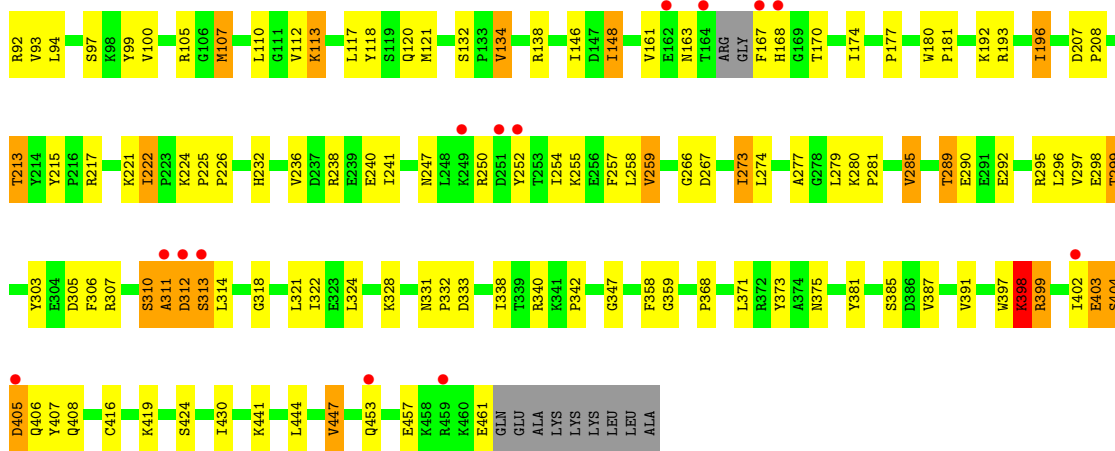 R92 V93 L94 S97 K98 Y99 V100 R105 G106 M107 L110 G111 V112 K113 L117 Y118 S119 Q120 M121 S132 P133 V134 R138 I146 D147 I148 V161 E162 N163 T164 ARG GLY F167 H168 G169 T170 I174 P177 W180 P181 K192 R193 I196 D207 P208
T213 Y214 Y215 P216 R217 K221 I222 P223 K224 P225 P226 H232 V236 D237 R238 E239 E240 I241 N247 L248 K249 R250 D251 Y252 T253 I254 K255 E256 F257 L258 V259 G266 D267 I273 L274 A277 G278 L279 K280 P281 V285 T289 E290 E291 E292 R295 L296 V297 E298 T299
Y303 E304 D305 F306 R307 S310 A311 D312 S313 L314 G318 L321 I322 E323 L324 K328 N331 P332 D333 I338 T339 R340 K341 P342 G347 F358 G359 P368 L371 R372 Y373 A374 N375 Y381 S385 D386 V387 V391 W397 K398 R399 I402 E403 S404
D405 Q406 Y407 Q408 C416 K419 S424 I430 K441 L444 V447 Q453 E457 K458 R459 K460 E461 GLN GLU ALA LYS LYS LYS LEU LEU ALA